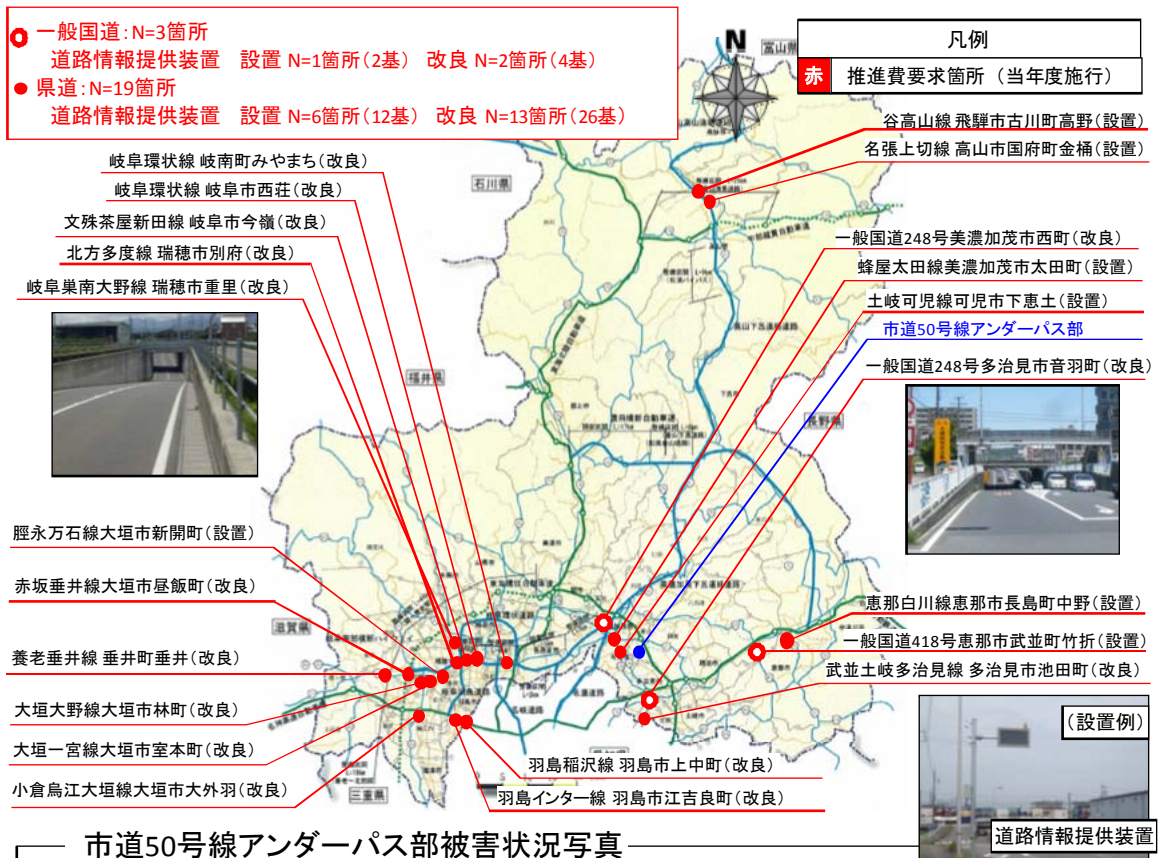 一般国道:N=3箇所
道路情報提供装置 設置 N=1箇所(2基) 改良 N=2箇所(4基)
県道:N=19箇所
道路情報提供装置 設置 N=6箇所(12基) 改良 N=13箇所(26基)
N
富山県
凡例
赤 推進費要求箇所(当年度施行)
谷高山線 飛騨市古川町高野(設置)
名張上切線 高山市国府町金桶(設置)
岐阜環状線 岐南町みやまち(改良)
岐阜環状線 岐阜市西荘(改良)
文殊茶屋新田線 岐阜市今嶺(改良)
北方多度線 瑞穂市別府(改良)
岐阜巣南大野線 瑞穂市重里(改良)
石川県
一般国道248号美濃加茂市西町(改良)
蜂屋太田線美濃加茂市太田町(設置)
土岐可児線可児市下恵土(設置)
市道50号線アンダーパス部
一般国道248号多治見市音羽町(改良)
福井県
長野県
脛永万石線大垣市新開町(設置)
赤坂垂井線大垣市昼飯町(改良)
滋賀県
養老垂井線 垂井町垂井(改良)
大垣大野線大垣市林町(改良)
大垣一宮線大垣市室本町(改良)
小倉烏江大垣線大垣市大外羽(改良)
三重県
恵那白川線恵那市長島町中野(設置)
一般国道418号恵那市武並町竹折(設置)
武並土岐多治見線 多治見市池田町(改良)
羽島稲沢線 羽島市上中町(改良)
羽島インター線 羽島市江吉良町(改良)
(設置例)
道路情報提供装置
市道50号線アンダーパス部被害状況写真